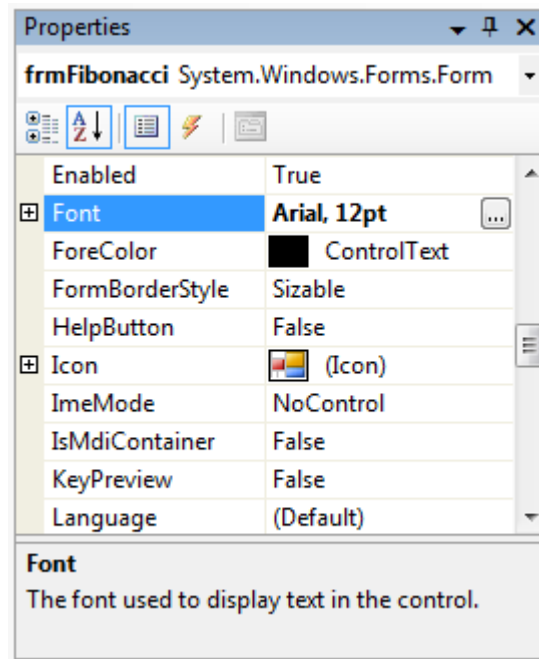 Properties
frmFibonacci System.Windows.Forms.Form
Enabled True
Font Arial, 12pt ...
ForeColor ControlText
FormBorderStyle Sizable
HelpButton False
Icon (Icon)
ImeMode NoControl
IsMdiContainer False
KeyPreview False
Language (Default)
Font
The font used to display text in the control.